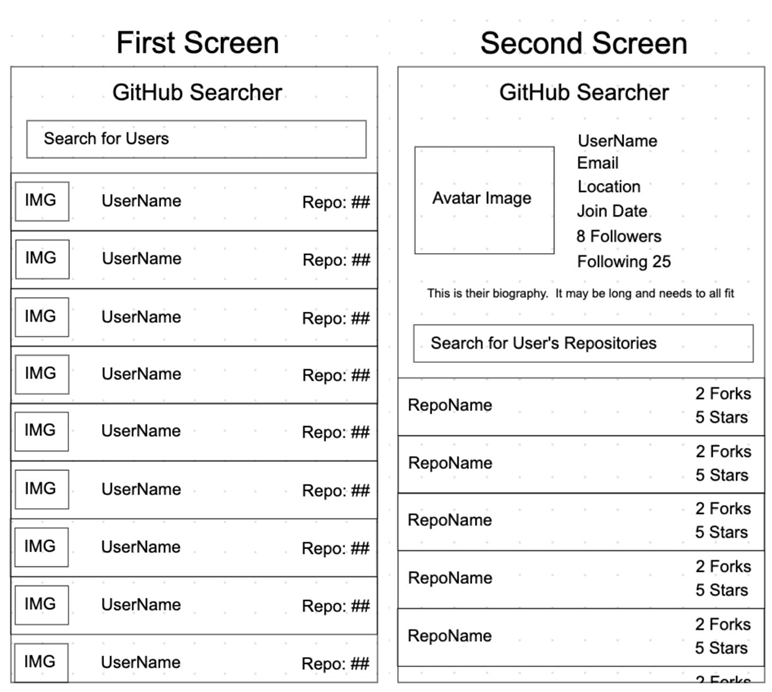 First Screen
GitHub Searcher
Search for Users
IMG UserName Repo: ##
IMG UserName Repo: ##
IMG UserName Repo: ##
IMG UserName Repo: ##
IMG UserName Repo: ##
IMG UserName Repo: ##
IMG UserName Repo: ##
IMG UserName Repo: ##
IMG UserName Repo: ##
Second Screen
GitHub Searcher
Avatar Image
UserName
Email
Location
Join Date
8 Followers
Following 25
This is their biography. It may be long and needs to all fit
Search for User's Repositories
RepoName
2 Forks
5 Stars
RepoName
2 Forks
5 Stars
RepoName
2 Forks
5 Stars
RepoName
2 Forks
5 Stars
RepoName
2 Forks
5 Stars
2 Forks